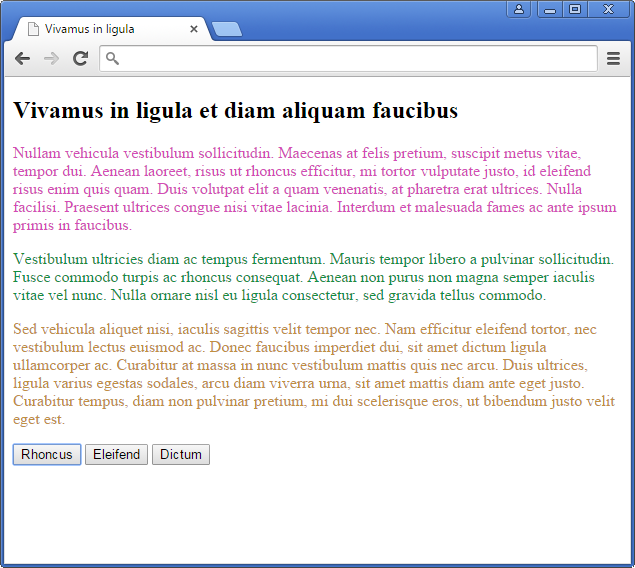 Vivamus in ligula
Vivamus in ligula et diam aliquam faucibus
Nullam vehicula vestibulum sollicitudin. Maecenas at felis pretium, suscipit metus vitae,
tempor dui. Aenean laoreet, risus ut rhoncus efficitur, mi tortor vulputate justo, id eleifend
risus enim quis quam. Duis volutpat elit a quam venenatis, at pharetra erat ultrices. Nulla
facilisi. Praesent ultrices congue nisi vitae lacinia. Interdum et malesuada fames ac ante ipsum
primis in faucibus.
Vestibulum ultricies diam ac tempus fermentum. Mauris tempor libero a pulvinar sollicitudin.
Fusce commodo turpis ac rhoncus consequat. Aenean non purus non magna semper iaculis
vitae vel nunc. Nulla ornare nisl eu ligula consectetur, sed gravida tellus commodo.
Sed vehicula aliquet nisi, iaculis sagittis velit tempor nec. Nam efficitur eleifend tortor, nec
vestibulum lectus euismod ac. Donec faucibus imperdiet dui, sit amet dictum ligula
ullamcorper ac. Curabitur at massa in nunc vestibulum mattis quis nec arcu. Duis ultrices,
ligula varius egestas sodales, arcu diam viverra urna, sit amet mattis diam ante eget justo.
Curabitur tempus, diam non pulvinar pretium, mi dui scelerisque eros, ut bibendum justo velit
eget est.
Rhoncus Eleifend Dictum